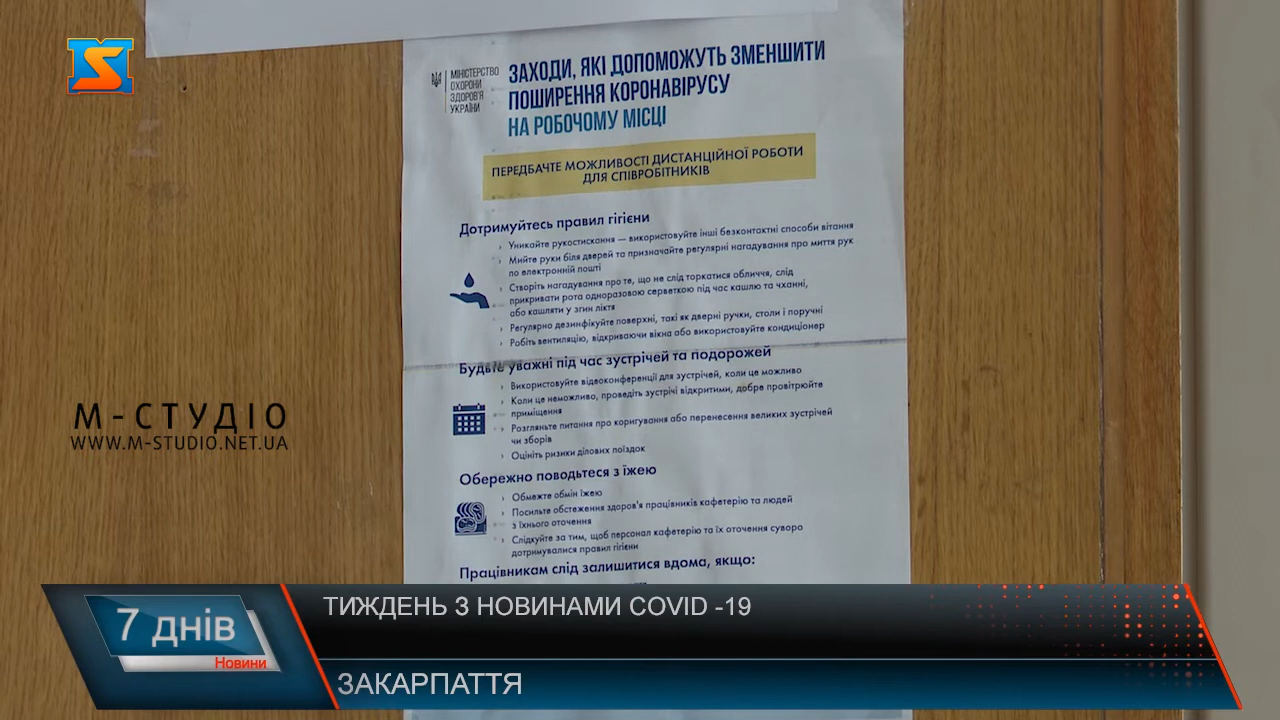 МІНІСТЕРСТВО
ОХОРОНИ
ЗДОРОВ'Я
УКРАЇНИ
ЗАХОДИ, ЯКІ ДОПОМОЖУТЬ ЗМЕНШИТИ
ПОШИРЕННЯ КОРОНАВІРУСУ
НА РОБОЧОМУ МІСЦІ
ПЕРЕДБАЧТЕ МОЖЛИВОСТІ ДИСТАНЦІЙНОЇ РОБОТИ
ДЛЯ СПІВРОБІТНИКІВ
Дотримуйтесь правил гігієни
› Уникайте рукостискання — використовуйте інші безконтактні способи вітання
› Мийте руки біля дверей та призначайте регулярні нагадування про миття рук
по електронній пошті
› Створіть нагадування про те, що не слід торкатися обличчя, слід
прикривати рота одноразовою серветкою під час кашлю та чханні,
або кашляти у згин ліктя
› Регулярно дезинфікуйте поверхні, такі як дверні ручки, столи і поручні
› Робіть вентиляцію, відкриваючи вікна або використовуйте кондиціонер
Будьте уважні під час зустрічей та подорожей
› Використовуйте відеоконференції для зустрічей, коли це можливо
› Коли це неможливо, проведіть зустрічі відкритими, добре провітрюйте
приміщення
› Розгляньте питання про коригування або перенесення великих зустрічей
чи зборів
› Оцініть ризики ділових поїздок
Обережно поводьтеся з їжею
› Обмежте обмін їжею
› Посильте обстеження здоров'я працівників кафетерію та людей
з їхнього оточення
› Слідкуйте за тим, щоб персонал кафетерію та їх оточення суворо
дотримувалися правил гігієни
Працівникам слід залишитися вдома, якщо:
М-СТУДІО
WWW.M-STUDIO.NET.UA
7 днів
Новини
ТИЖДЕНЬ З НОВИНАМИ COVID -19
ЗАКАРПАТТЯ